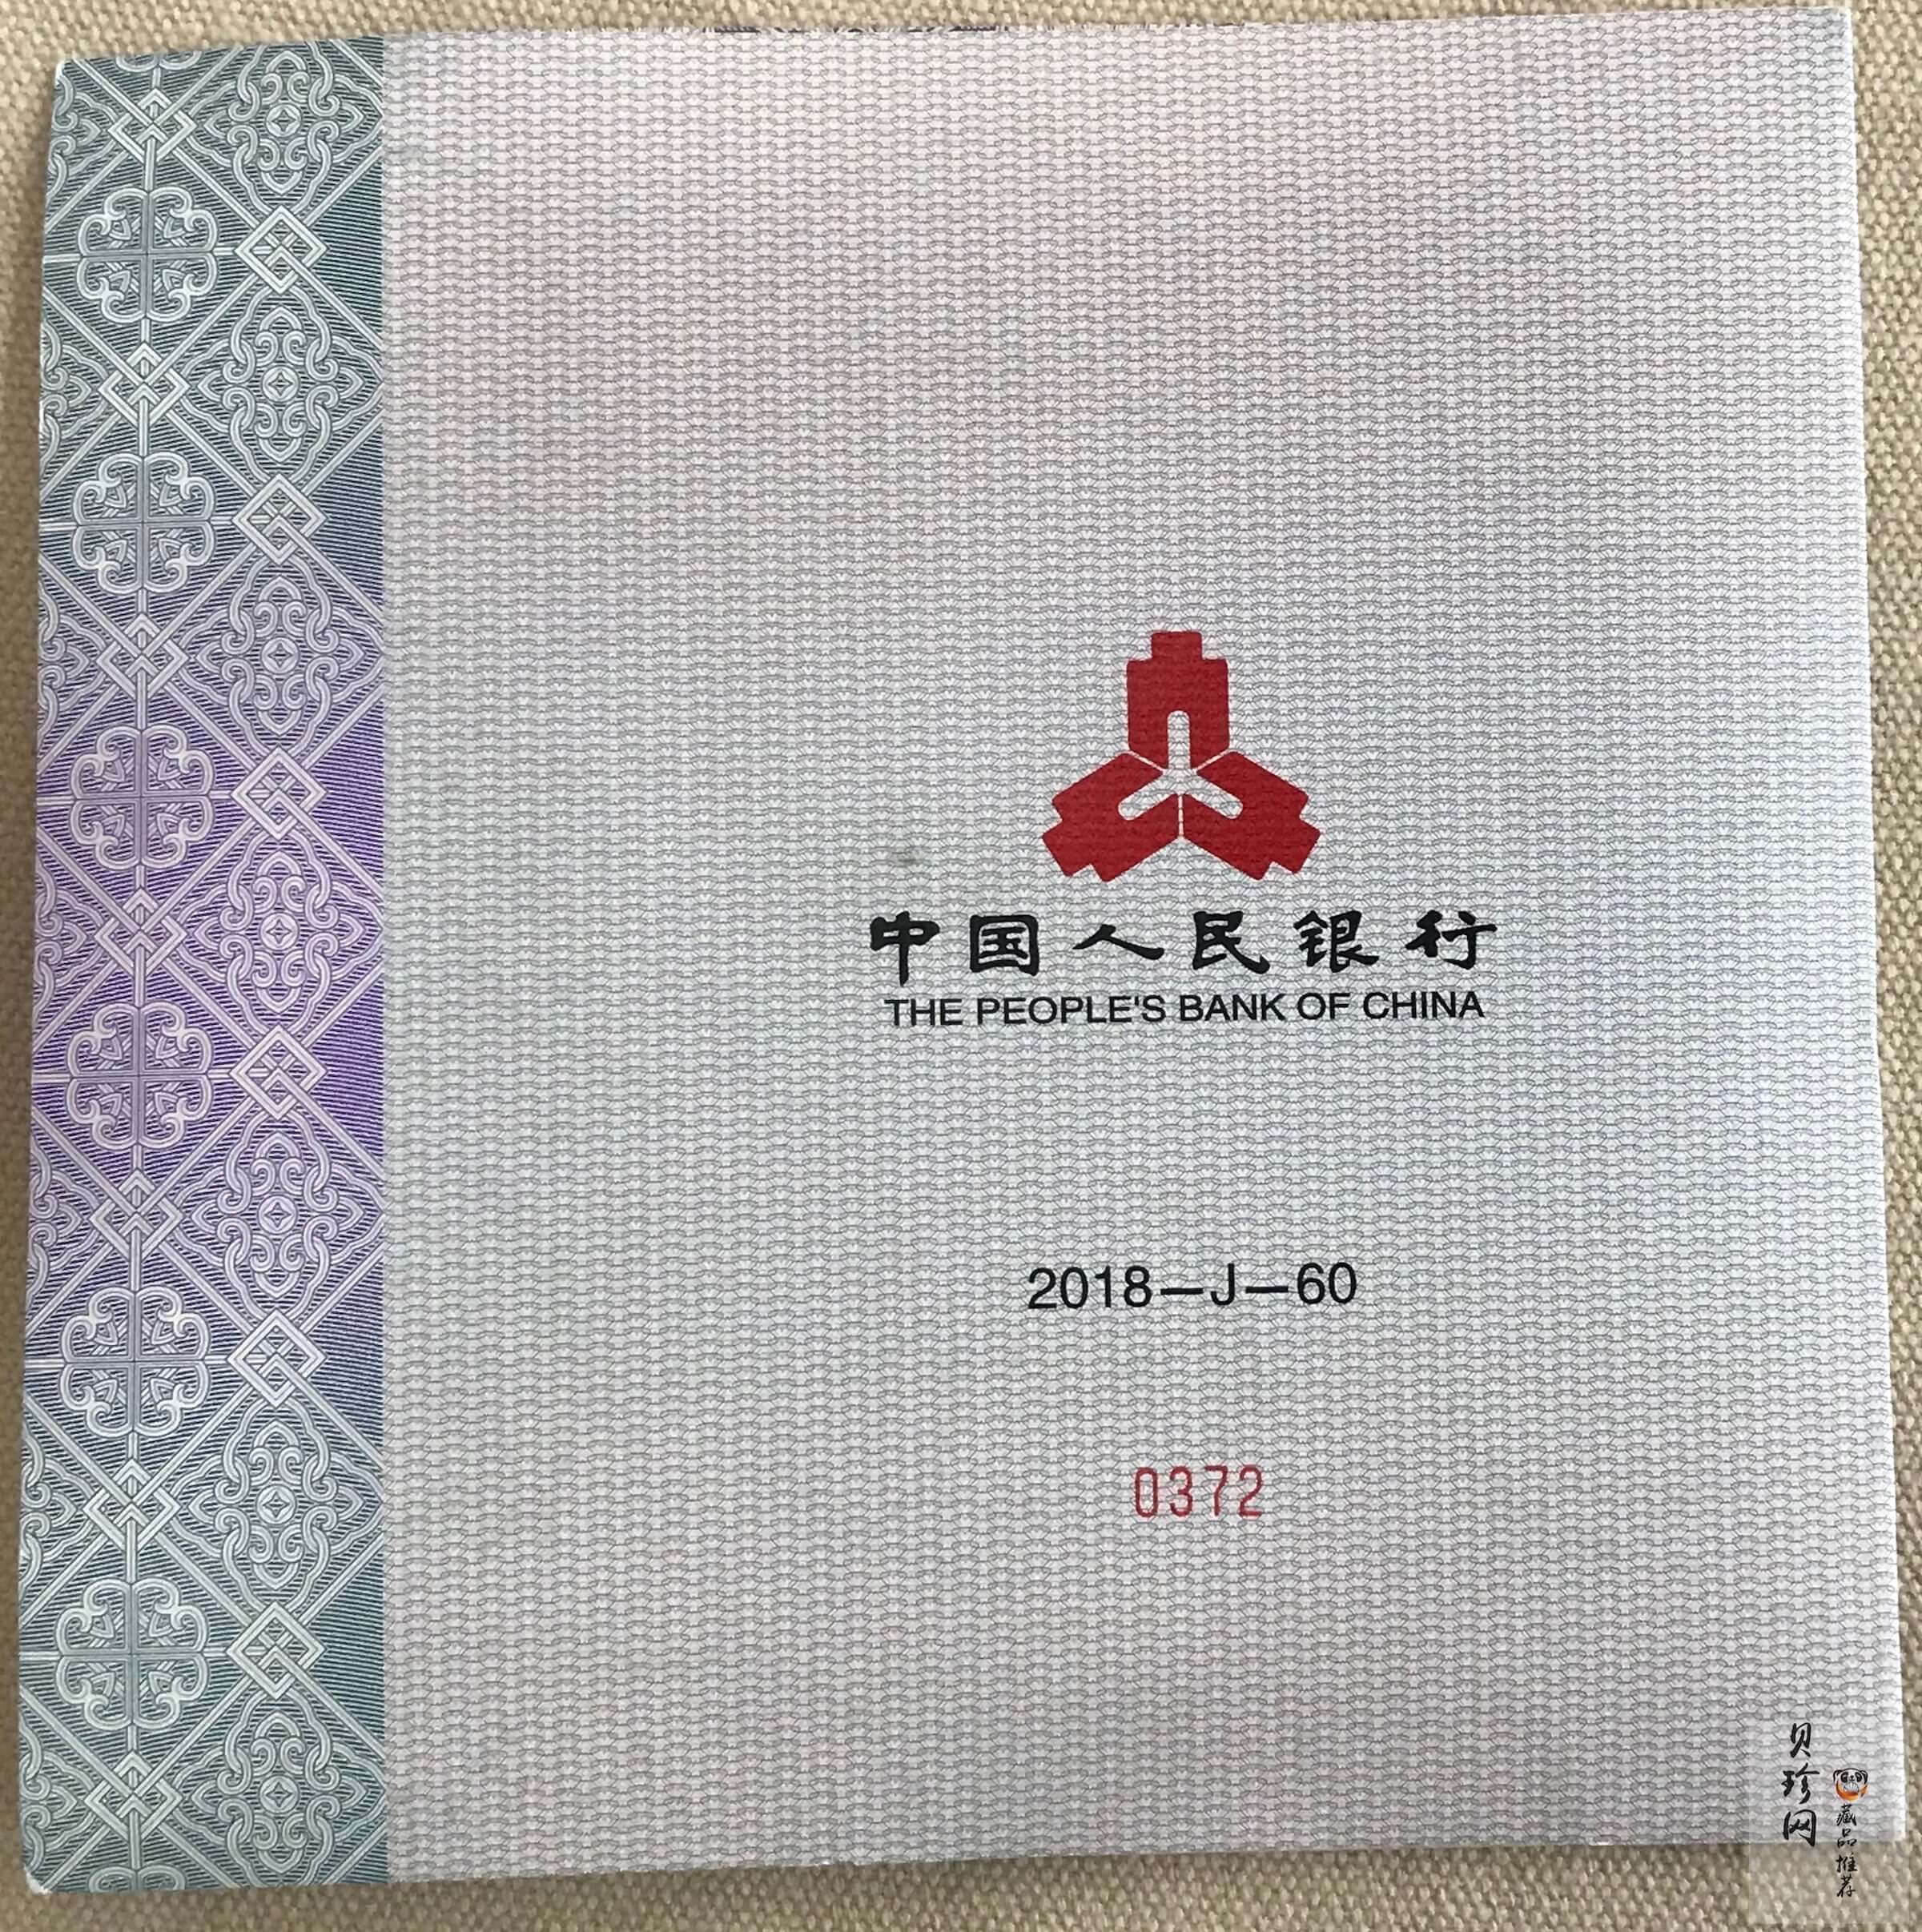 中国人民银行
THE PEOPLE'S BANK OF CHINA
2018—J—60
0372
贝珍网
藏品推荐